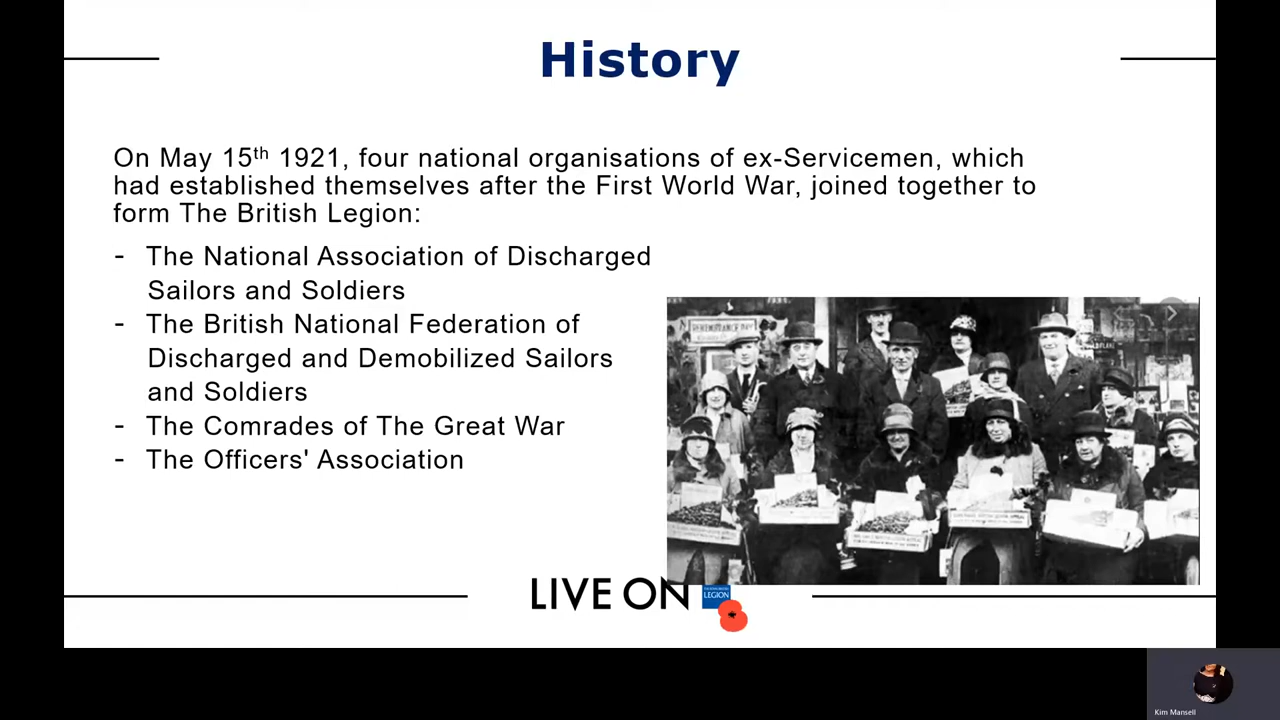 History
On May 15th 1921, four national organisations of ex-Servicemen, which
had established themselves after the First World War, joined together to
form The British Legion:
- The National Association of Discharged
Sailors and Soldiers
- The British National Federation of
Discharged and Demobilized Sailors
and Soldiers
- The Comrades of The Great War
- The Officers' Association
REMEMBRANCE DAY
LIVE ON
LEGION
Kim Mansell